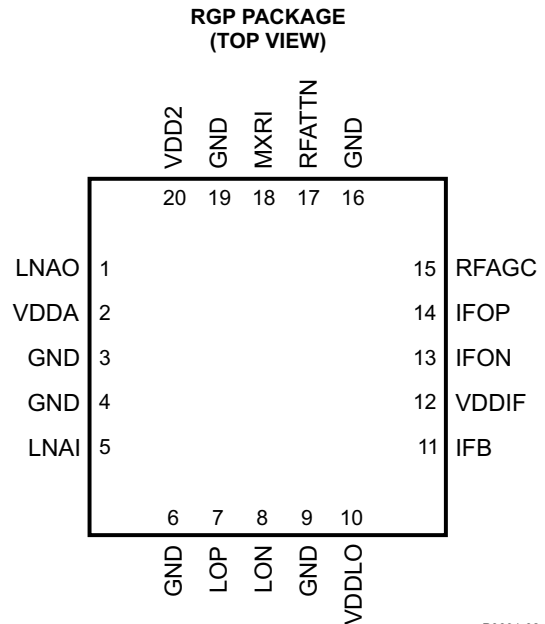 RGP PACKAGE
(TOP VIEW)
VDD2
GND
MXRI
RFATTN
GND
20 19 18 17 16
LNAO 1
15 RFAGC
VDDA 2
14 IFOP
GND 3
13 IFON
GND 4
12 VDDIF
LNAI 5
11 IFB
6 7 8 9 10
GND
LOP
LON
GND
VDDLO